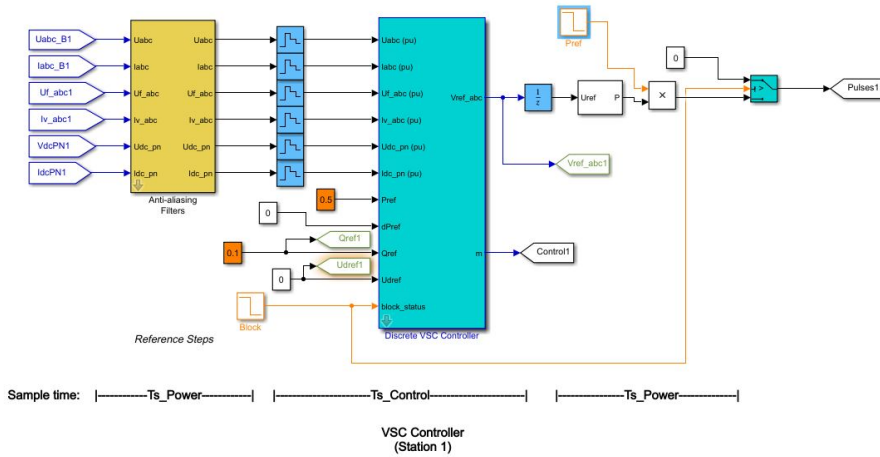 Uabc_B1
Iabc_B1
Uf_abc1
Iv_abc1
VdcPN1
IdcPN1
Uabc Uabc
Iabc Iabc
Uf_abc Uf_abc
Iv_abc Iv_abc
Udc_pn Udc_pn
Idc_pn Idc_pn
Anti-aliasing
Filters
0.5
0
0.1
Qref1
0
Udref1
Block
Reference Steps
Uabc (pu)
Iabc (pu)
Uf_abc (pu)
Iv_abc (pu)
Udc_pn (pu)
Idc_pn (pu)
Pref
dPref
Qref
Udref
block_status
Vref_abc
m
Discrete VSC Controller
1
z
Uref P
Pref
×
0
>
Pulses1
Vref_abc1
Control1
Sample time: |------------Ts_Power------------| |-----------------------Ts_Control-----------------------| |----------------Ts_Power--------------|
VSC Controller
(Station 1)